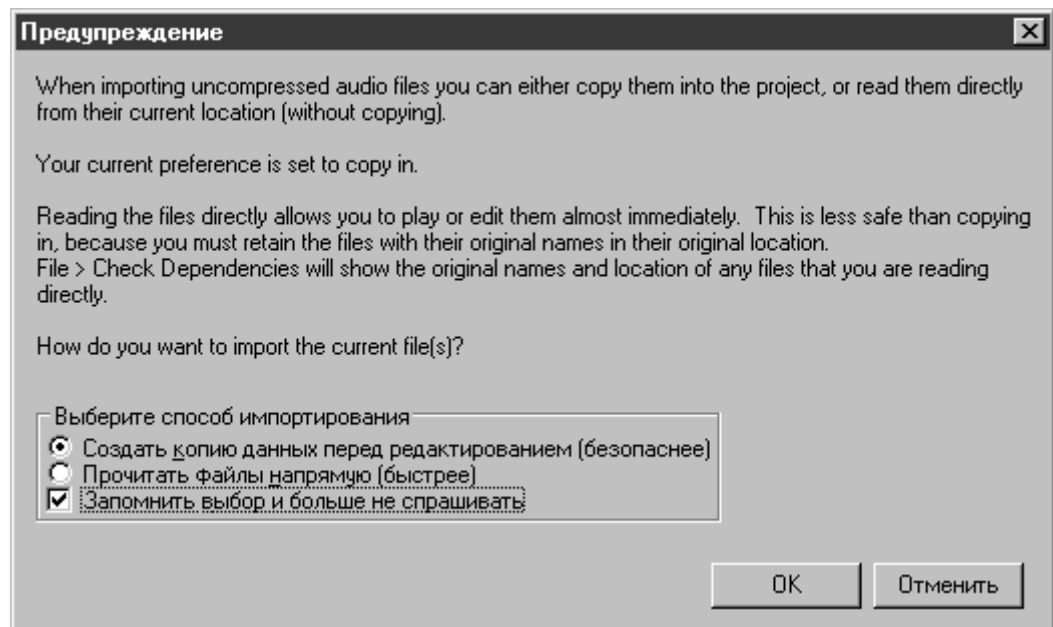 Предупреждение
When importing uncompressed audio files you can either copy them into the project, or read them directly
from their current location (without copying).
Your current preference is set to copy in.
Reading the files directly allows you to play or edit them almost immediately.  This is less safe than copying
in, because you must retain the files with their original names in their original location.
File > Check Dependencies will show the original names and location of any files that you are reading
directly.
How do you want to import the current file(s)?
Выберите способ импортирования
Создать копию данных перед редактированием (безопаснее)
Прочитать файлы напрямую (быстрее)
Запомнить выбор и больше не спрашивать
OK Отменить